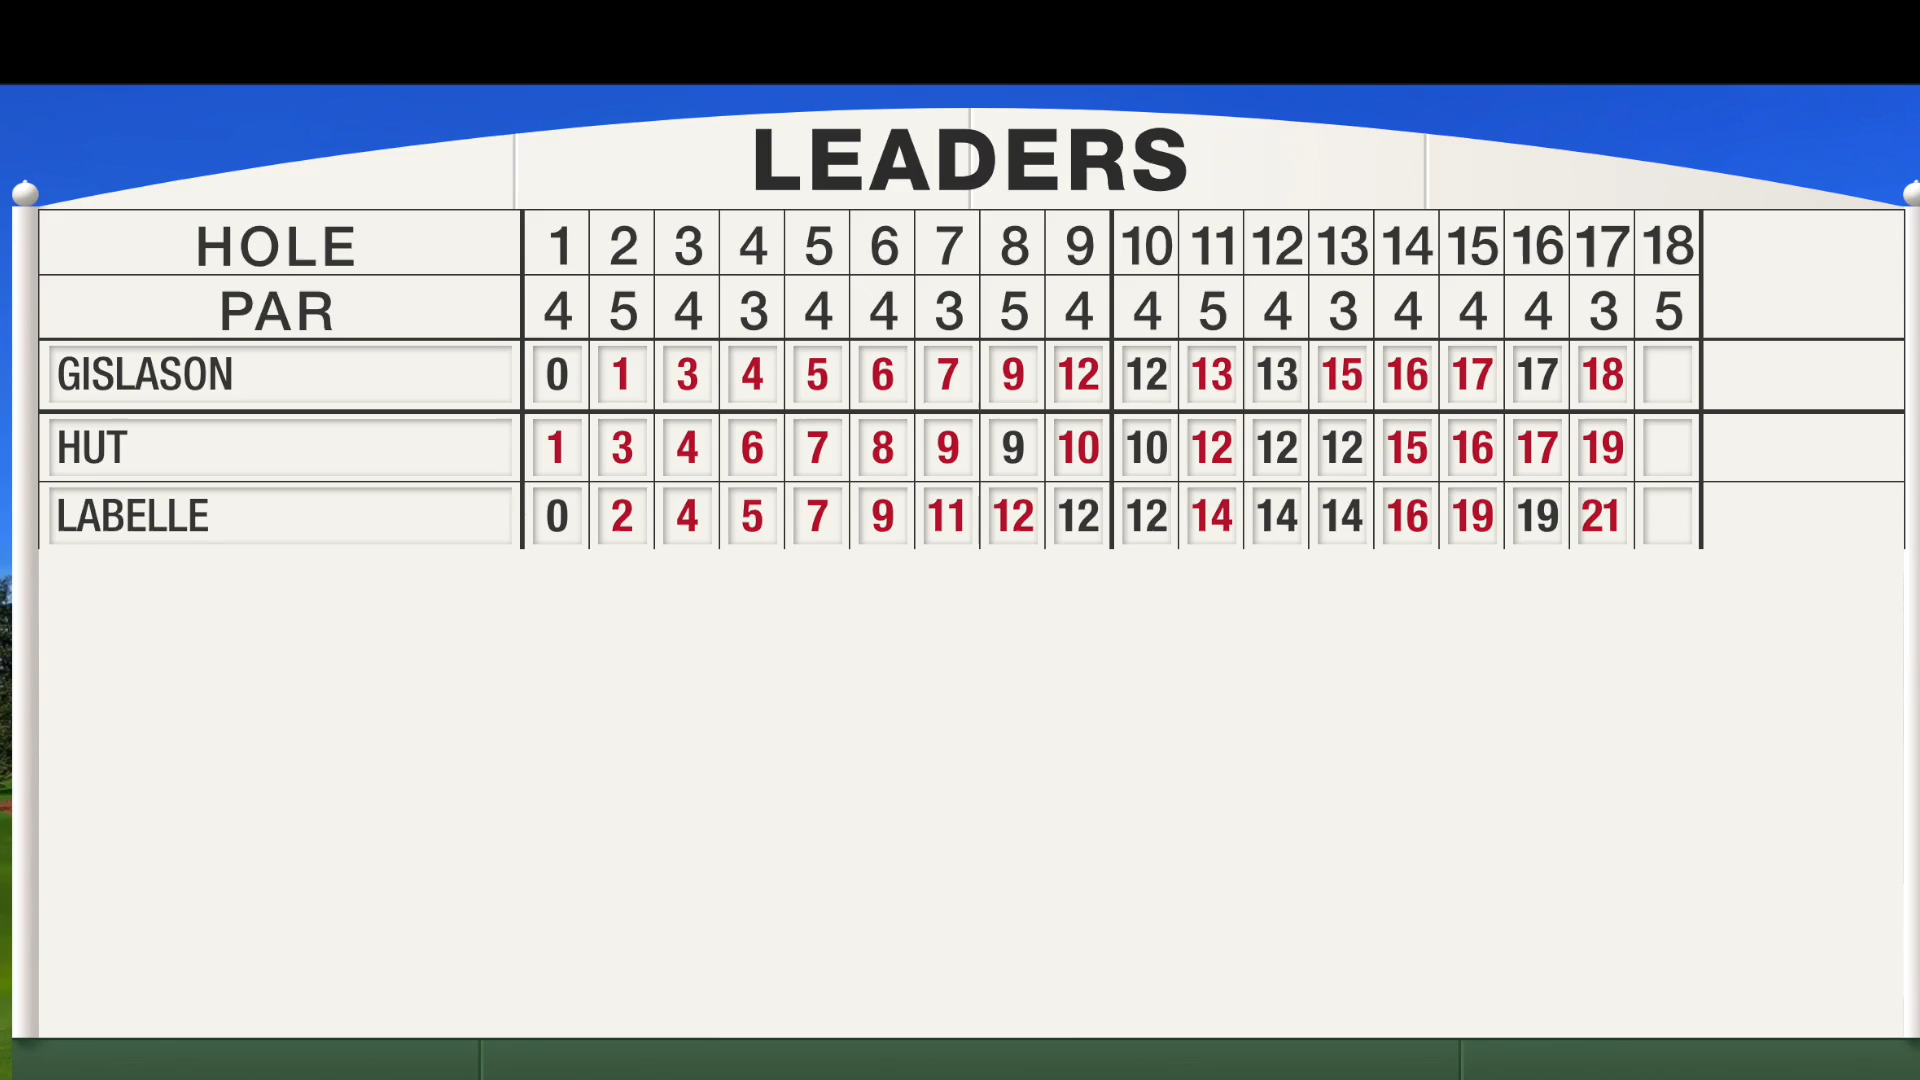 LEADERS
HOLE 1 2 3 4 5 6 7 8 9 10 11 12 13 14 15 16 17 18
PAR 4 5 4 3 4 4 3 5 4 4 5 4 3 4 4 4 3 5
GISLASON 0 1 3 4 5 6 7 9 12 12 13 13 15 16 17 17 18
HUT 1 3 4 6 7 8 9 9 10 10 12 12 12 15 16 17 19
LABELLE 0 2 4 5 7 9 11 12 12 12 14 14 14 16 19 19 21